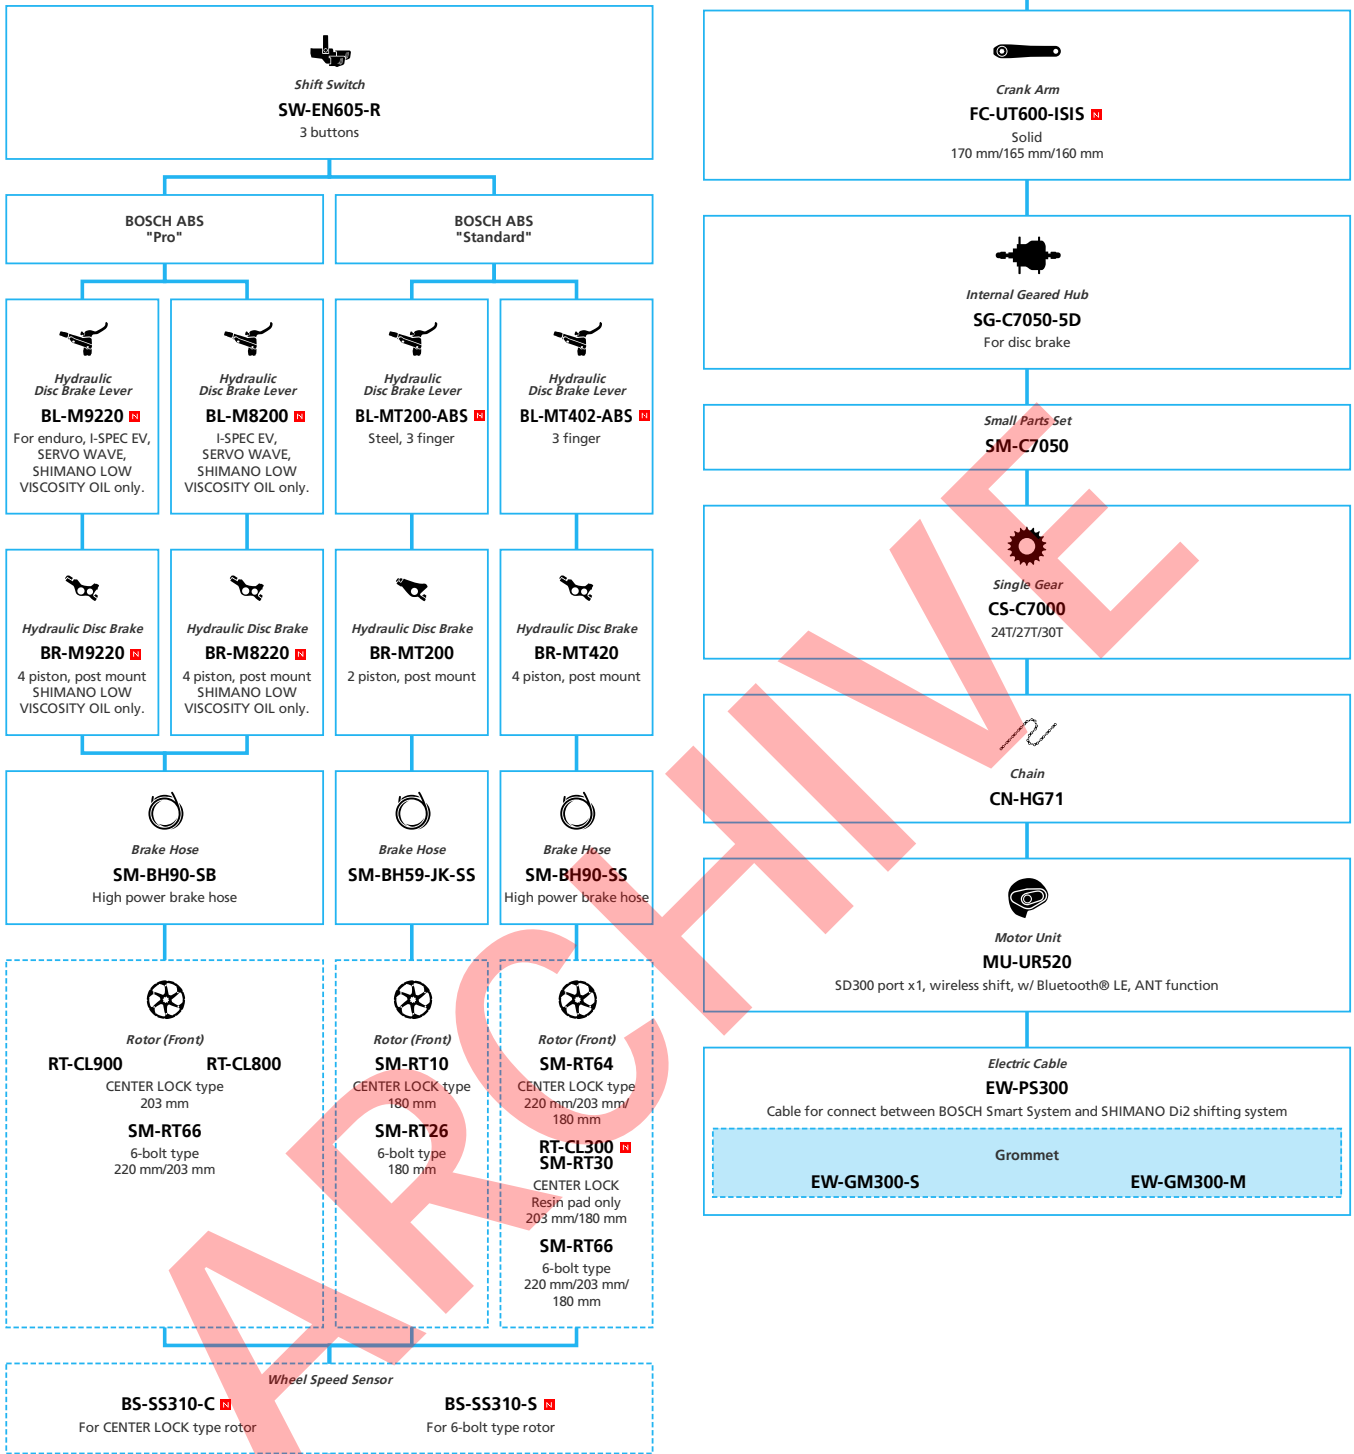 Shift Switch
SW-EN605-R
3 buttons
BOSCH ABS
"Pro"
BOSCH ABS
"Standard"
Hydraulic
Disc Brake Lever
BL-M9220 N
For enduro, I-SPEC EV,
SERVO WAVE,
SHIMANO LOW
VISCOSITY OIL only.
Hydraulic
Disc Brake Lever
BL-M8200 N
I-SPEC EV,
SERVO WAVE,
SHIMANO LOW
VISCOSITY OIL only.
Hydraulic
Disc Brake Lever
BL-MT200-ABS N
Steel, 3 finger
Hydraulic
Disc Brake Lever
BL-MT402-ABS N
3 finger
Hydraulic Disc Brake
BR-M9220 N
4 piston, post mount
SHIMANO LOW
VISCOSITY OIL only.
Hydraulic Disc Brake
BR-M8220 N
4 piston, post mount
SHIMANO LOW
VISCOSITY OIL only.
Hydraulic Disc Brake
BR-MT200
2 piston, post mount
Hydraulic Disc Brake
BR-MT420
4 piston, post mount
Brake Hose
SM-BH90-SB
High power brake hose
Brake Hose
SM-BH59-JK-SS
Brake Hose
SM-BH90-SS
High power brake hose
Rotor (Front)
RT-CL900 RT-CL800
CENTER LOCK type
203 mm
SM-RT66
6-bolt type
220 mm/203 mm
Rotor (Front)
SM-RT10
CENTER LOCK type
180 mm
SM-RT26
6-bolt type
180 mm
Rotor (Front)
SM-RT64
CENTER LOCK type
220 mm/203 mm/
180 mm
RT-CL300 N
SM-RT30
CENTER LOCK
Resin pad only
203 mm/180 mm
SM-RT66
6-bolt type
220 mm/203 mm/
180 mm
Wheel Speed Sensor
BS-SS310-C N
For CENTER LOCK type rotor
BS-SS310-S N
For 6-bolt type rotor
Crank Arm
FC-UT600-ISIS N
Solid
170 mm/165 mm/160 mm
Internal Geared Hub
SG-C7050-5D
For disc brake
Small Parts Set
SM-C7050
Single Gear
CS-C7000
24T/27T/30T
Chain
CN-HG71
Motor Unit
MU-UR520
SD300 port x1, wireless shift, w/ Bluetooth® LE, ANT function
Electric Cable
EW-PS300
Cable for connect between BOSCH Smart System and SHIMANO Di2 shifting system
Grommet
EW-GM300-S EW-GM300-M
ARCHIVE